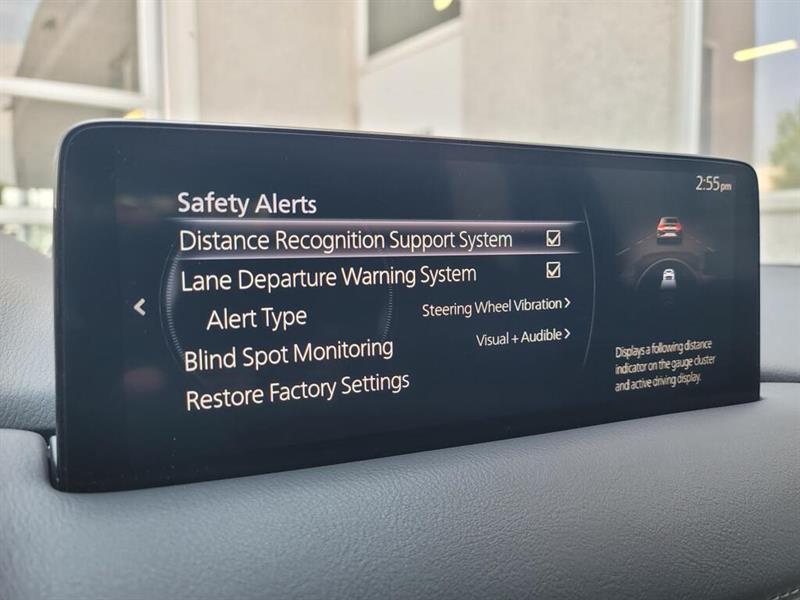 2:55pm
Safety Alerts
Distance Recognition Support System
Lane Departure Warning System
Alert Type Steering Wheel Vibration
Blind Spot Monitoring Visual + Audible
Restore Factory Settings
Displays a following distance
indicator on the gauge cluster
and active driving display.